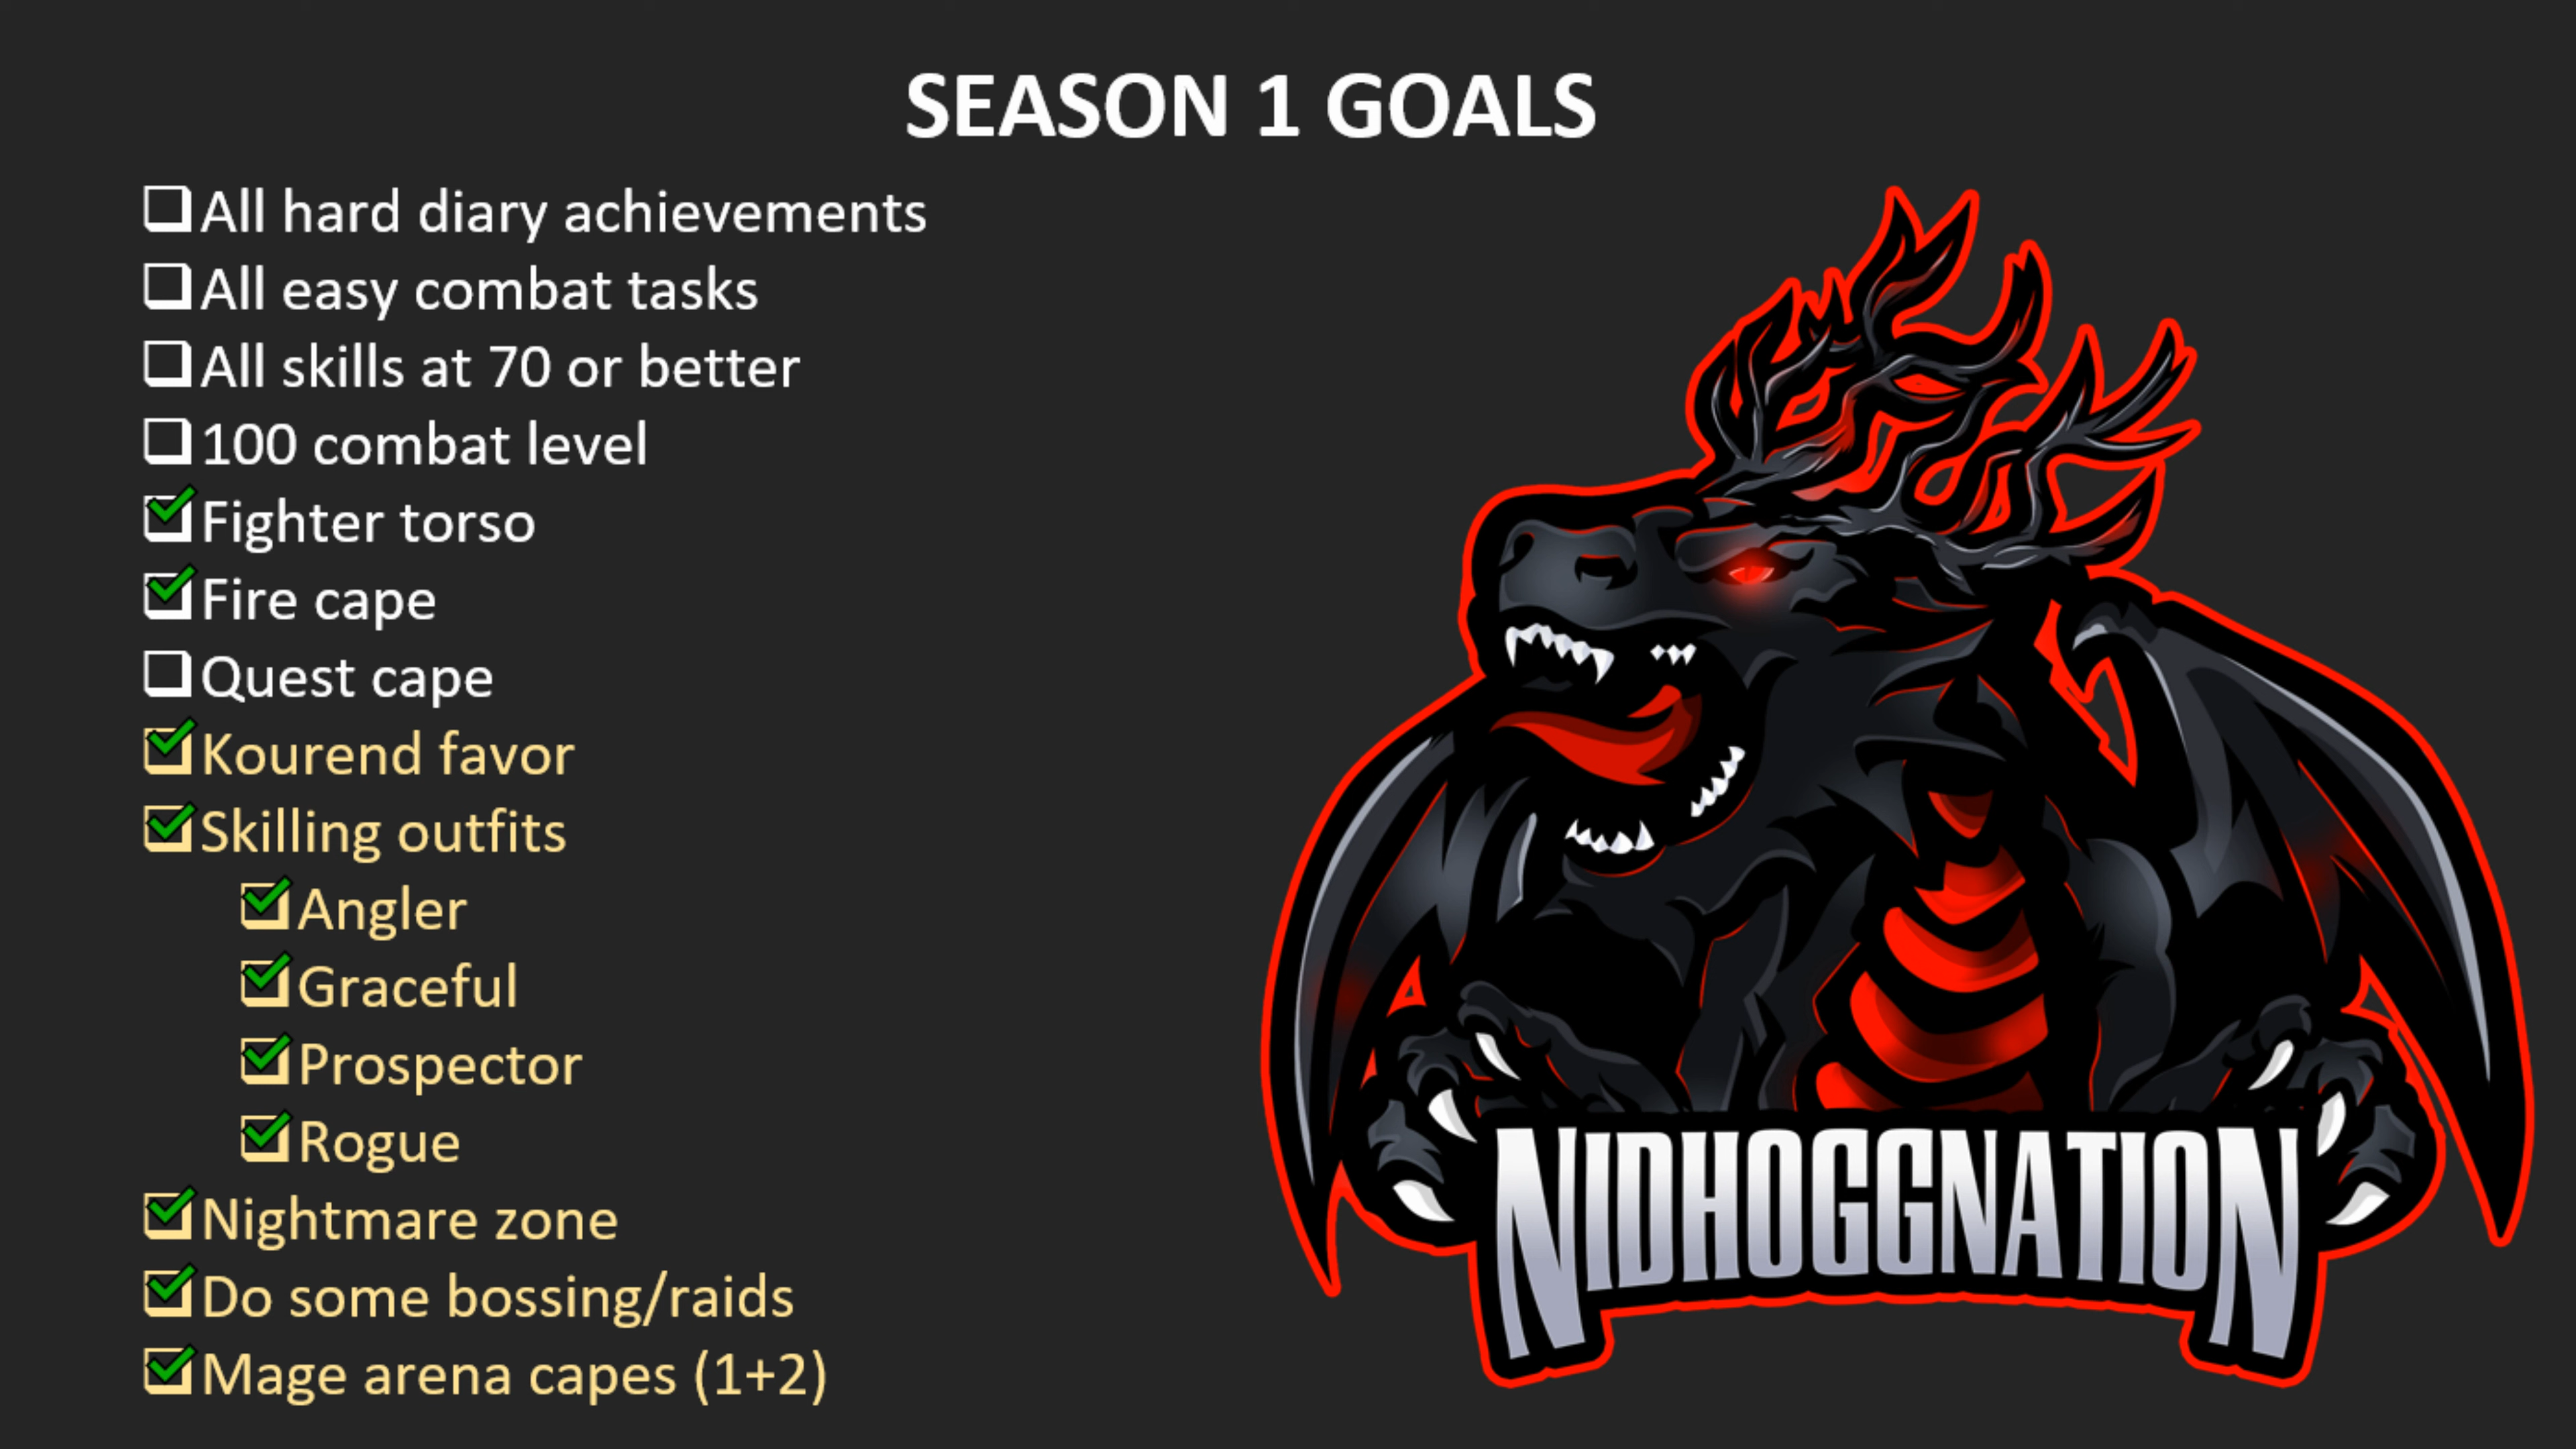 SEASON 1 GOALS
All hard diary achievements
All easy combat tasks
All skills at 70 or better
100 combat level
Fighter torso
Fire cape
Quest cape
Kourend favor
Skilling outfits
Angler
Graceful
Prospector
Rogue
Nightmare zone
Do some bossing/raids
Mage arena capes (1+2)
NIDHOGGNATION